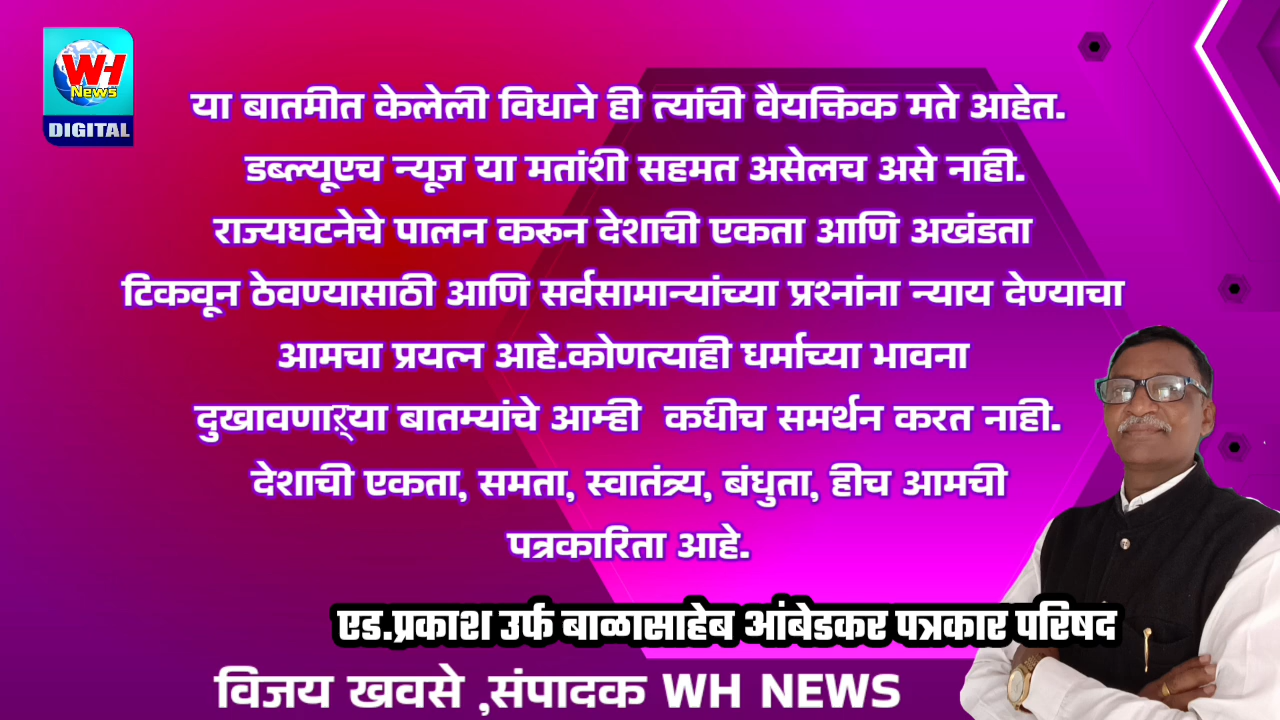 WH
News
DIGITAL
या बातमीत केलेली विधाने ही त्यांची वैयक्तिक मते आहेत.
डब्ल्यूएच न्यूज या मतांशी सहमत असेलच असे नाही.
राज्यघटनेचे पालन करून देशाची एकता आणि अखंडता
टिकवून ठेवण्यासाठी आणि सर्वसामान्यांच्या प्रश्नांना न्याय देण्याचा
आमचा प्रयत्न आहे.कोणत्याही धर्माच्या भावना
दुखावणाऱ्या बातम्यांचे आम्ही कधीच समर्थन करत नाही.
देशाची एकता, समता, स्वातंत्र्य, बंधुता, हीच आमची
पत्रकारिता आहे.
एड.प्रकाश उर्फ बाळासाहेब आंबेडकर पत्रकार परिषद
विजय खवसे ,संपादक WH NEWS